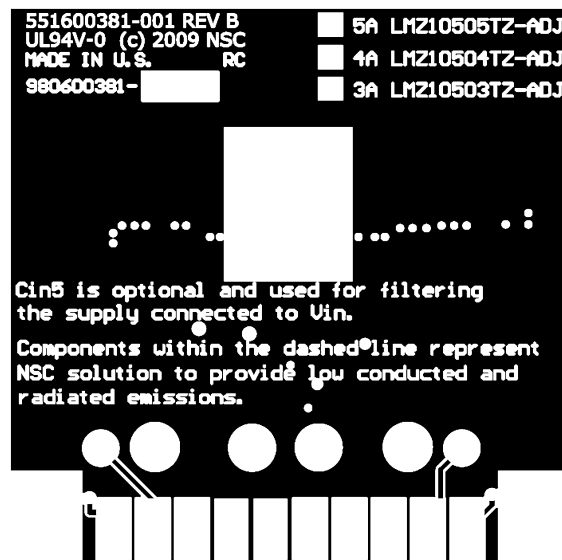 551600381-001 REV B
UL94V-0 (c) 2009 NSC
MADE IN U.S. RC
980600381-
5A LMZ10505TZ-ADJ
4A LMZ10504TZ-ADJ
3A LMZ10503TZ-ADJ
Cin5 is optional and used for filtering
the supply connected to Vin.
Components within the dashed line represent
NSC solution to provide low conducted and
radiated emissions.